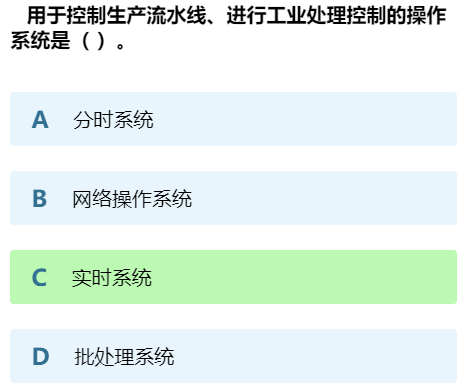 用于控制生产流水线、进行工业处理控制的操作
系统是（ ）。
A 分时系统
B 网络操作系统
C 实时系统
D 批处理系统